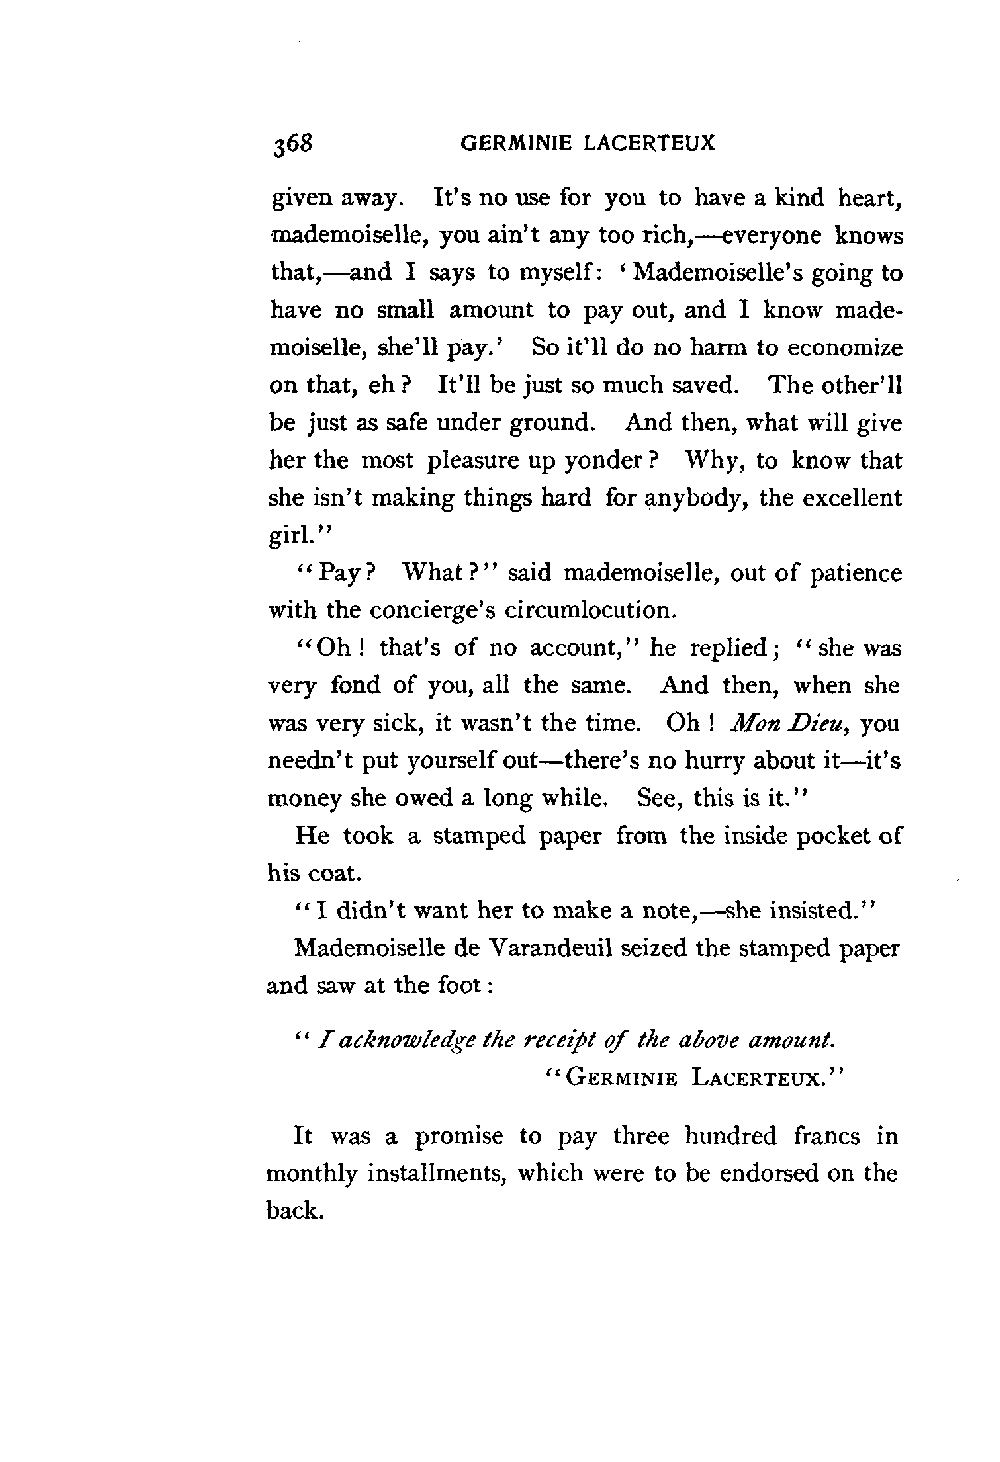 368 GERMINIE LACERTEUX
given away. It's no use for you to have a kind heart,
mademoiselle, you ain't any too rich,—everyone knows
that,—and I says to myself: ‘Mademoiselle's going to
have no small amount to pay out, and I know made-
moiselle, she'll pay.’ So it'll do no harm to economize
on that, eh? It'll be just so much saved. The other'll
be just as safe under ground. And then, what will give
her the most pleasure up yonder? Why, to know that
she isn't making things hard for anybody, the excellent
girl.”
“Pay? What?” said mademoiselle, out of patience
with the concierge's circumlocution.
“Oh! that's of no account,” he replied; “she was
very fond of you, all the same. And then, when she
was very sick, it wasn't the time. Oh! Mon Dieu, you
needn't put yourself out—there's no hurry about it—it's
money she owed a long while. See, this is it.”
He took a stamped paper from the inside pocket of
his coat.
“I didn't want her to make a note,—she insisted.”
Mademoiselle de Varandeuil seized the stamped paper
and saw at the foot:
“I acknowledge the receipt of the above amount.
“GERMINIE LACERTEUX.”
It was a promise to pay three hundred francs in
monthly installments, which were to be endorsed on the
back.